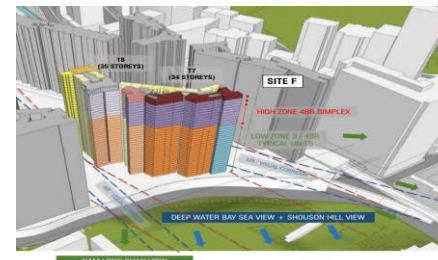 T8
(35 STOREYS)
T7
(34 STOREYS)
SITE F
HIGH ZONE 4BR SIMPLEX
LOW ZONE 3 / 4BR
TYPICAL UNITS
DEEP WATER BAY SEA VIEW + SHOUSON HILL VIEW